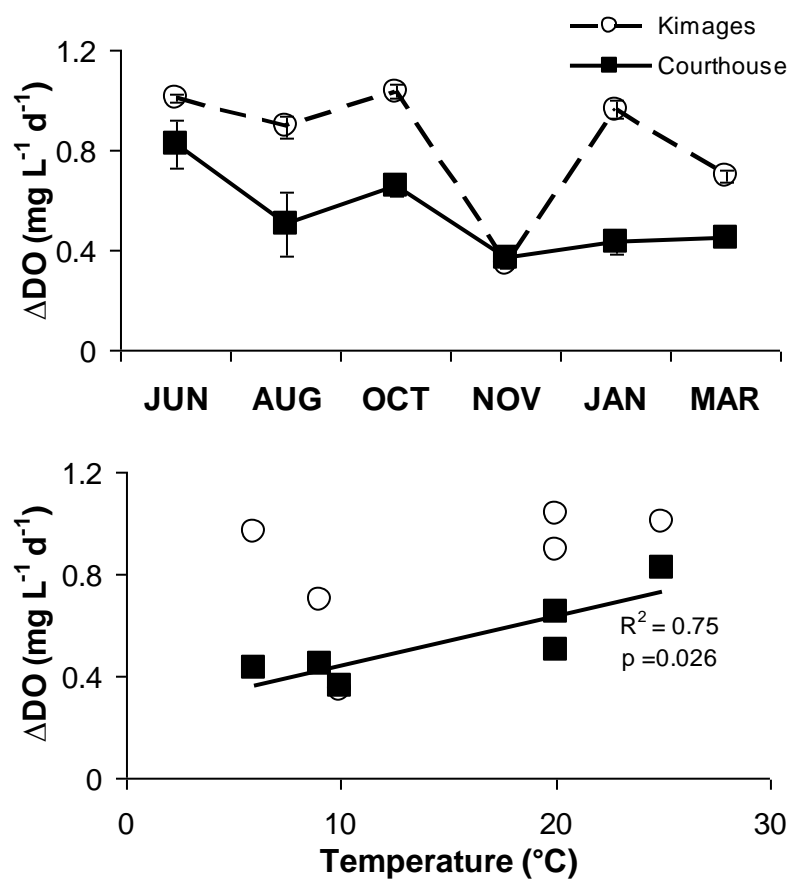 Kimages
Courthouse
1.2
0.8
0.4
0
ΔDO (mg L⁻¹ d⁻¹)
JUN AUG OCT NOV JAN MAR
1.2
0.8
0.4
0
ΔDO (mg L⁻¹ d⁻¹)
R² = 0.75
p =0.026
0 10 20 30
Temperature (°C)